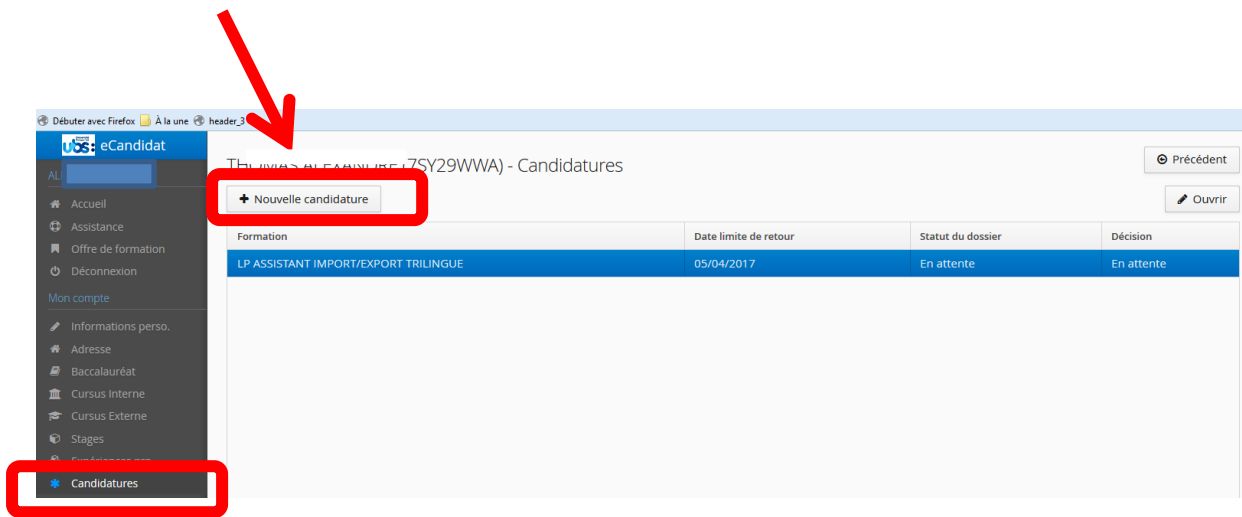 Débuter avec Firefox À la une header_3
ubs: eCandidat
AL
Accueil
Assistance
Offre de formation
Déconnexion
Mon compte
Informations perso.
Adresse
Baccalauréat
Cursus Interne
Cursus Externe
Stages
Candidatures
(7SY29WWA) - Candidatures
Précédent
+ Nouvelle candidature
Ouvrir
Formation Date limite de retour Statut du dossier Décision
LP ASSISTANT IMPORT/EXPORT TRILINGUE 05/04/2017 En attente En attente